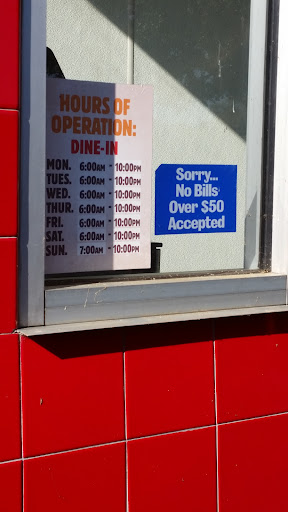 HOURS OF
OPERATION:
DINE-IN
MON. 6:00AM - 10:00PM
TUES. 6:00AM - 10:00PM
WED. 6:00AM - 10:00PM
THUR. 6:00AM - 10:00PM
FRI. 6:00AM - 10:00PM
SAT. 6:00AM - 10:00PM
SUN. 7:00AM - 10:00PM
Sorry...
No Bills
Over $50
Accepted